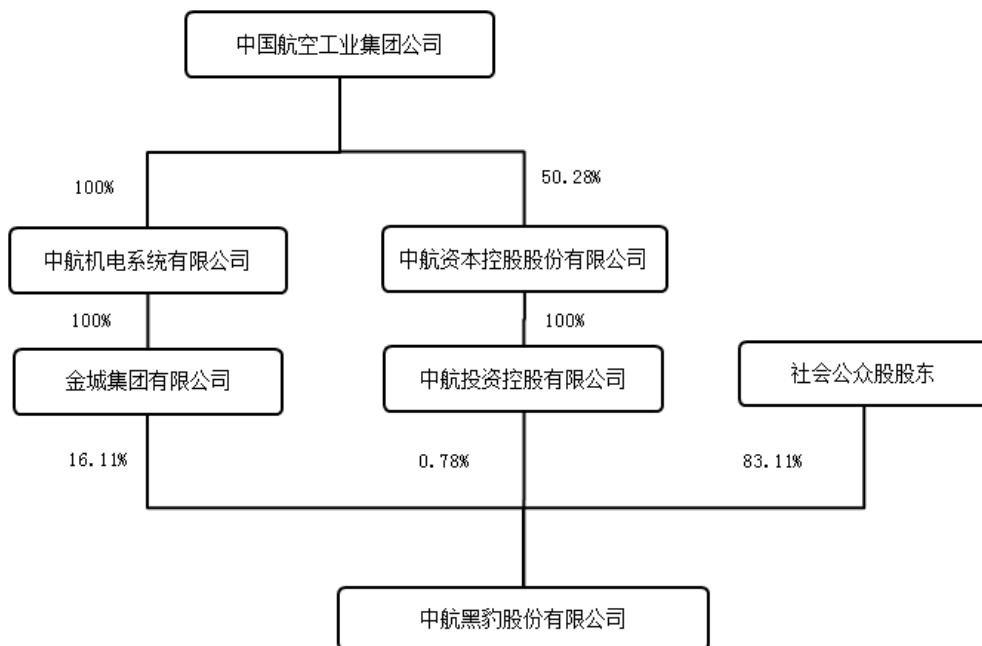 中国航空工业集团公司
100%
50.28%
中航机电系统有限公司
中航资本控股股份有限公司
100%
100%
金城集团有限公司
中航投资控股有限公司
社会公众股股东
16.11%
0.78%
83.11%
中航黑豹股份有限公司